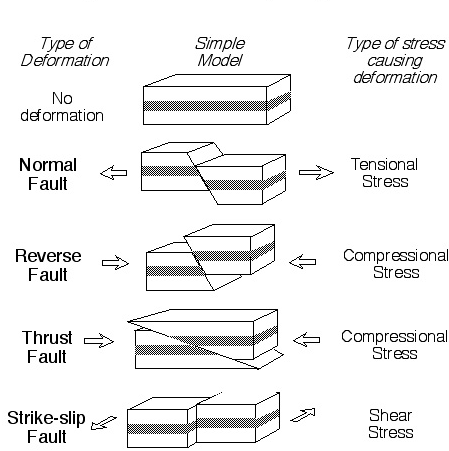 Type of
Deformation
Simple
Model
Type of stress
causing
deformation
No
deformation
Normal
Fault
Tensional
Stress
Reverse
Fault
Compressional
Stress
Thrust
Fault
Compressional
Stress
Strike-slip
Fault
Shear
Stress